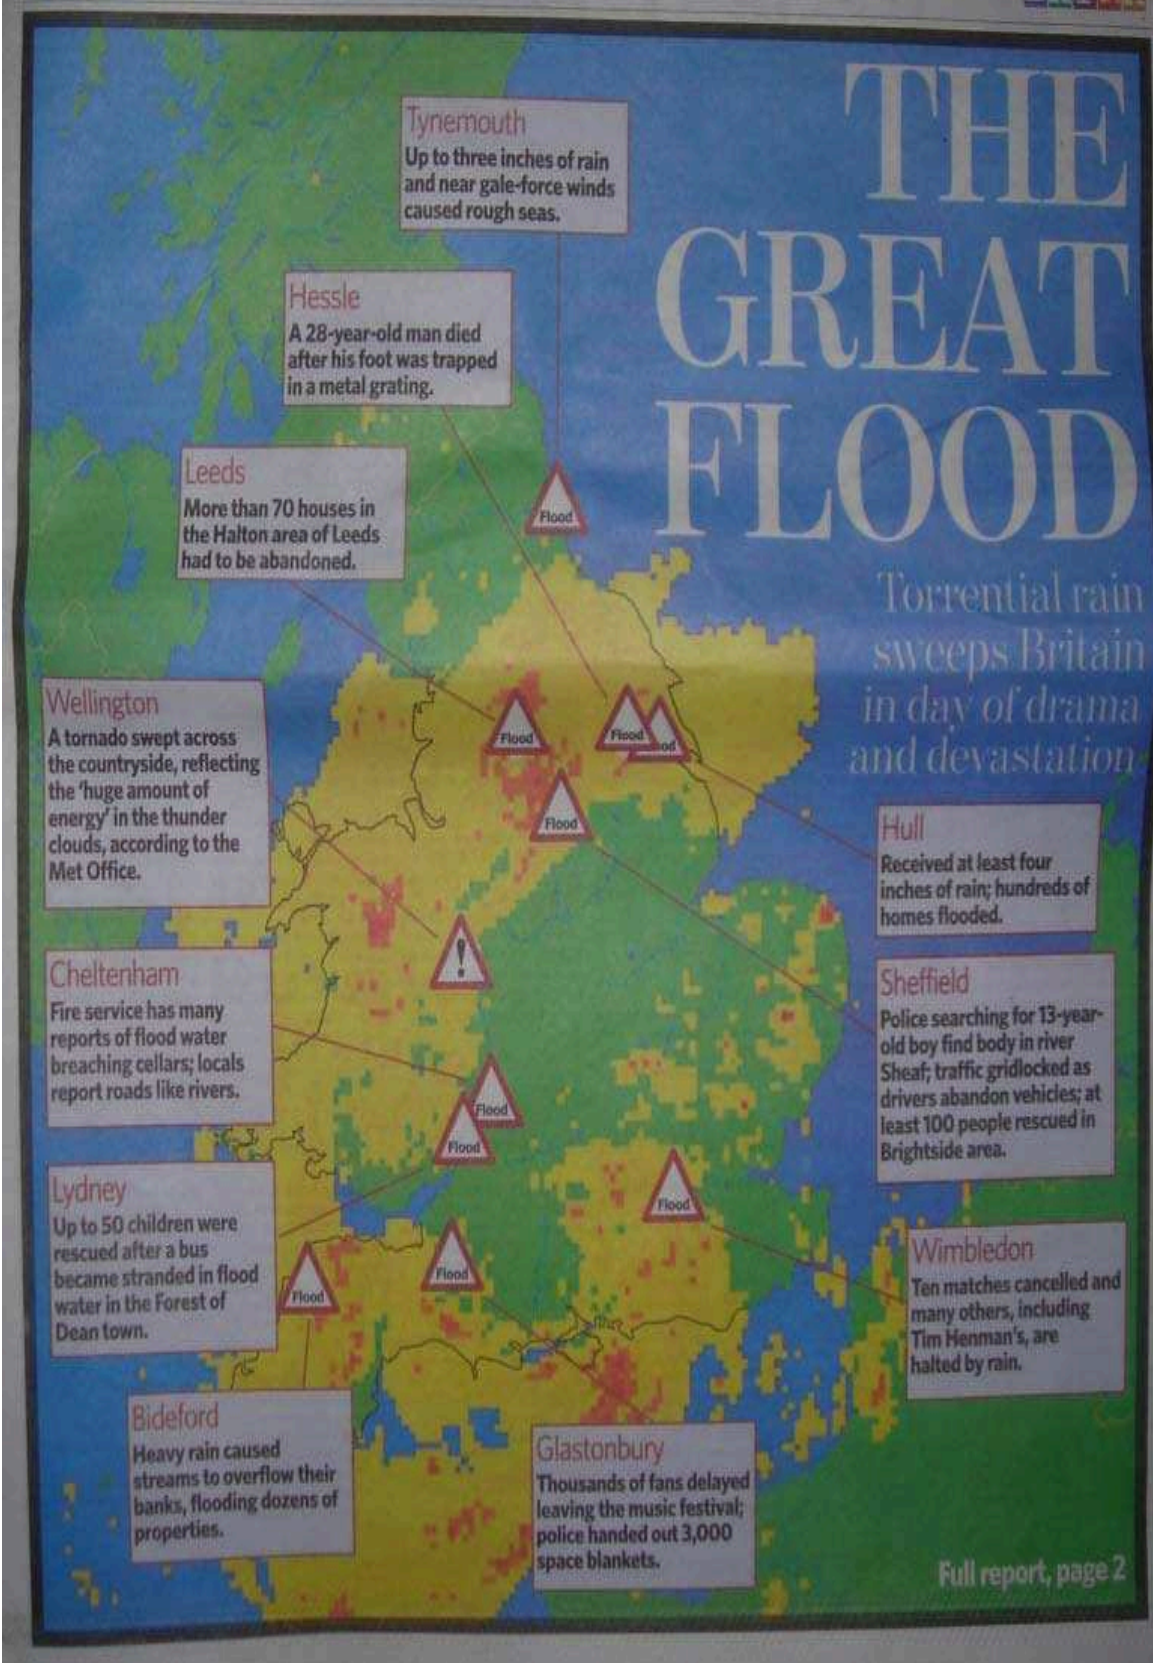 THE
GREAT
FLOOD
Torrential rain
sweeps Britain
in day of drama
and devastation
Tynemouth
Up to three inches of rain
and near gale-force winds
caused rough seas.
Hessle
A 28-year-old man died
after his foot was trapped
in a metal grating.
Leeds
More than 70 houses in
the Halton area of Leeds
had to be abandoned.
Wellington
A tornado swept across
the countryside, reflecting
the 'huge amount of
energy' in the thunder
clouds, according to the
Met Office.
Cheltenham
Fire service has many
reports of flood water
breaching cellars; locals
report roads like rivers.
Lydney
Up to 50 children were
rescued after a bus
became stranded in flood
water in the Forest of
Dean town.
Bideford
Heavy rain caused
streams to overflow their
banks, flooding dozens of
properties.
Glastonbury
Thousands of fans delayed
leaving the music festival;
police handed out 3,000
space blankets.
Hull
Received at least four
inches of rain; hundreds of
homes flooded.
Sheffield
Police searching for 13-year-
old boy find body in river
Sheaf; traffic gridlocked as
drivers abandon vehicles; at
least 100 people rescued in
Brightside area.
Wimbledon
Ten matches cancelled and
many others, including
Tim Henman's, are
halted by rain.
Flood
Flood
Flood
ood
Flood
!
Flood
Flood
Flood
Flood
Flood
Full report, page 2